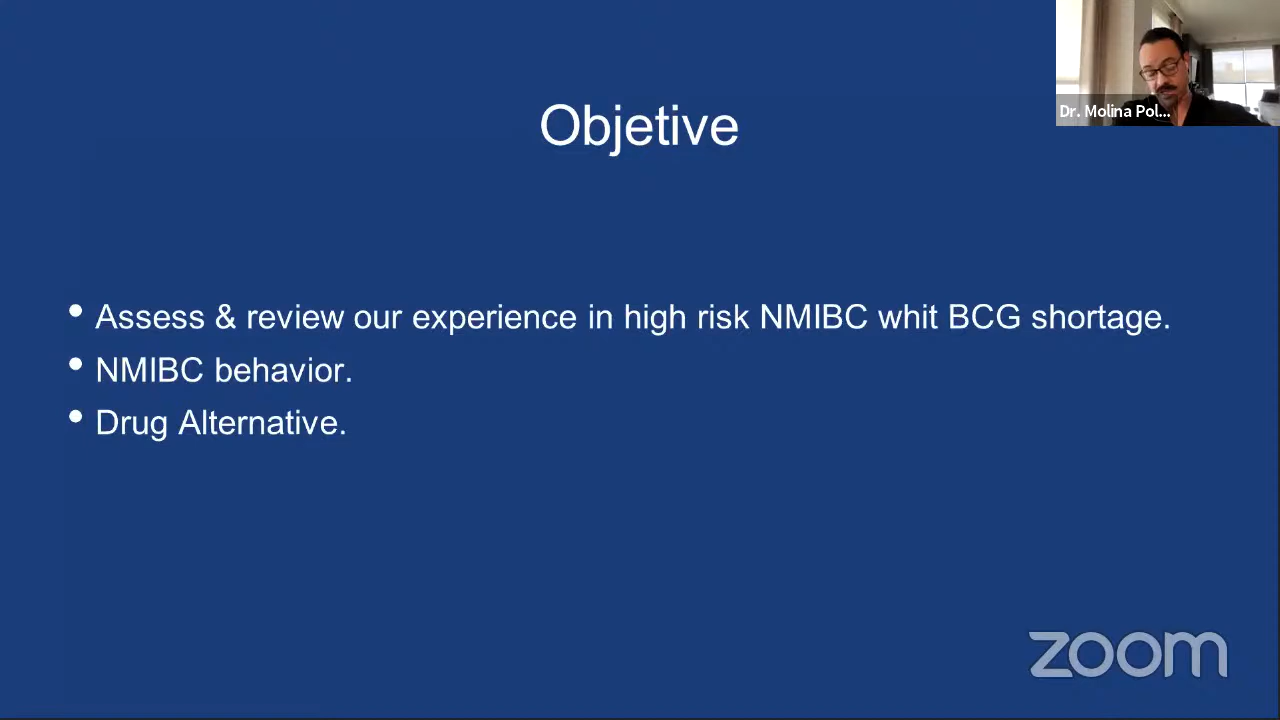 Dr. Molina Pol...
Objetive
• Assess & review our experience in high risk NMIBC whit BCG shortage.
• NMIBC behavior.
• Drug Alternative.
zoom